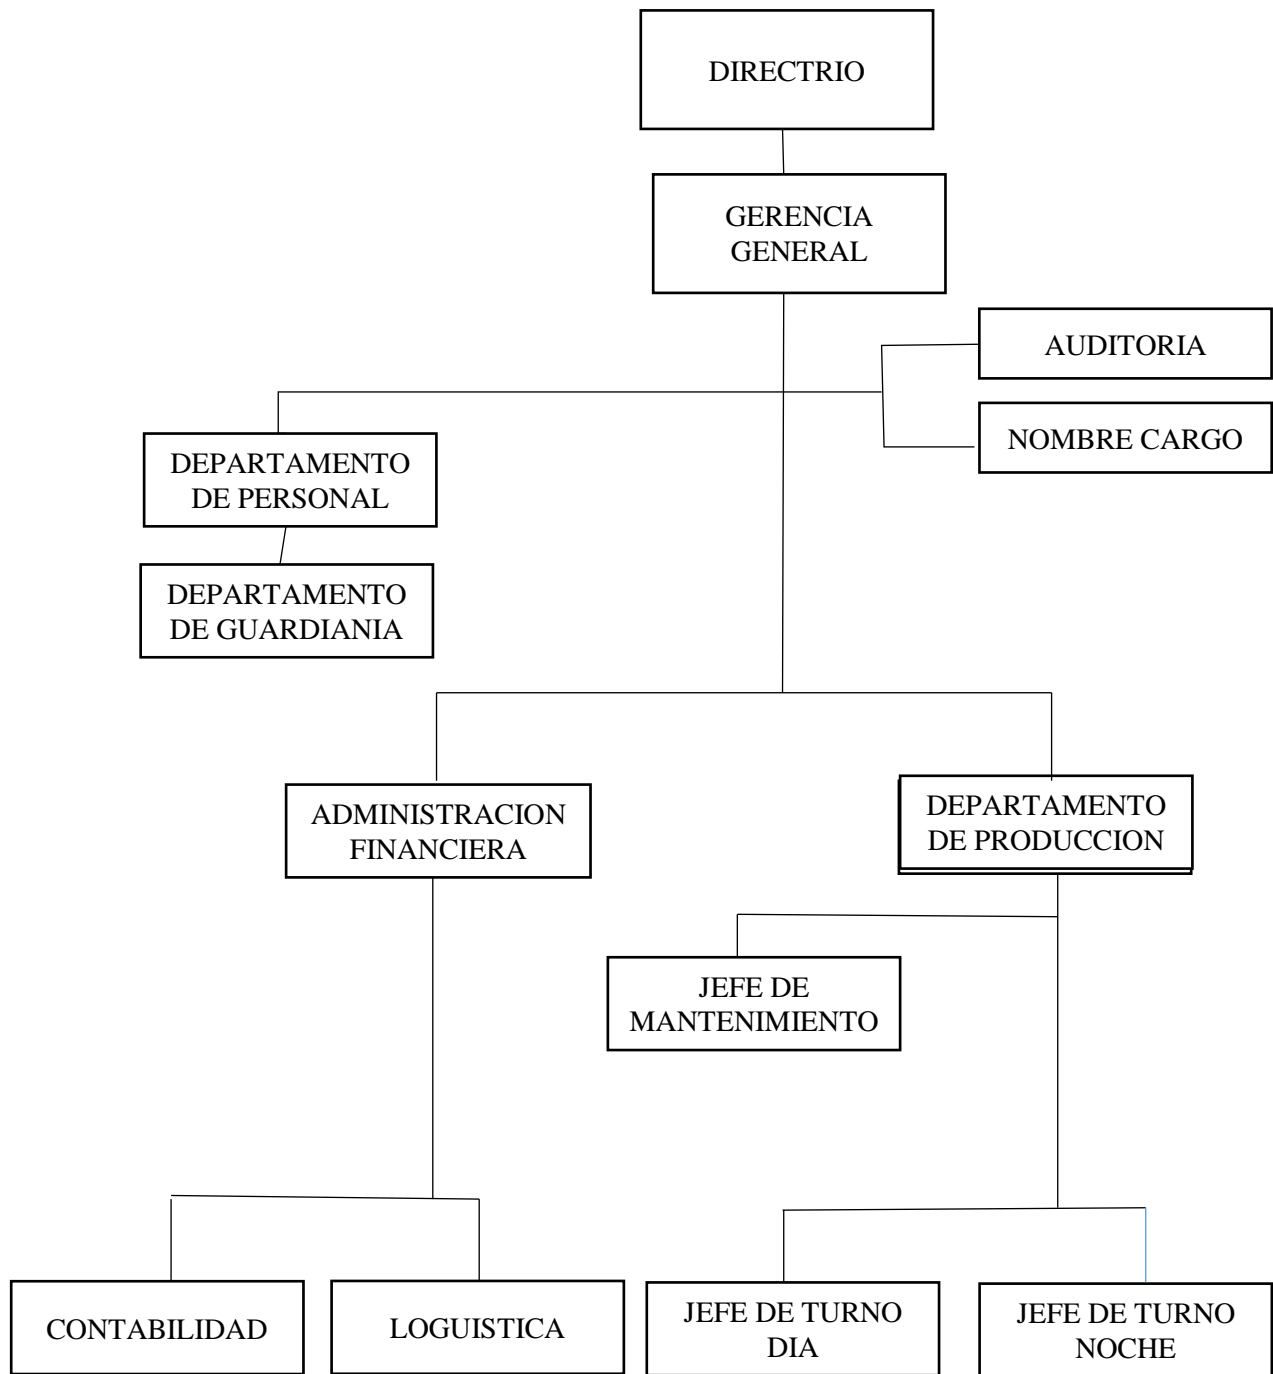 DIRECTRIO
GERENCIA
GENERAL
AUDITORIA
NOMBRE CARGO
DEPARTAMENTO
DE PERSONAL
DEPARTAMENTO
DE GUARDIANIA
ADMINISTRACION
FINANCIERA
DEPARTAMENTO
DE PRODUCCION
JEFE DE
MANTENIMIENTO
CONTABILIDAD
LOGUISTICA
JEFE DE TURNO
DIA
JEFE DE TURNO
NOCHE